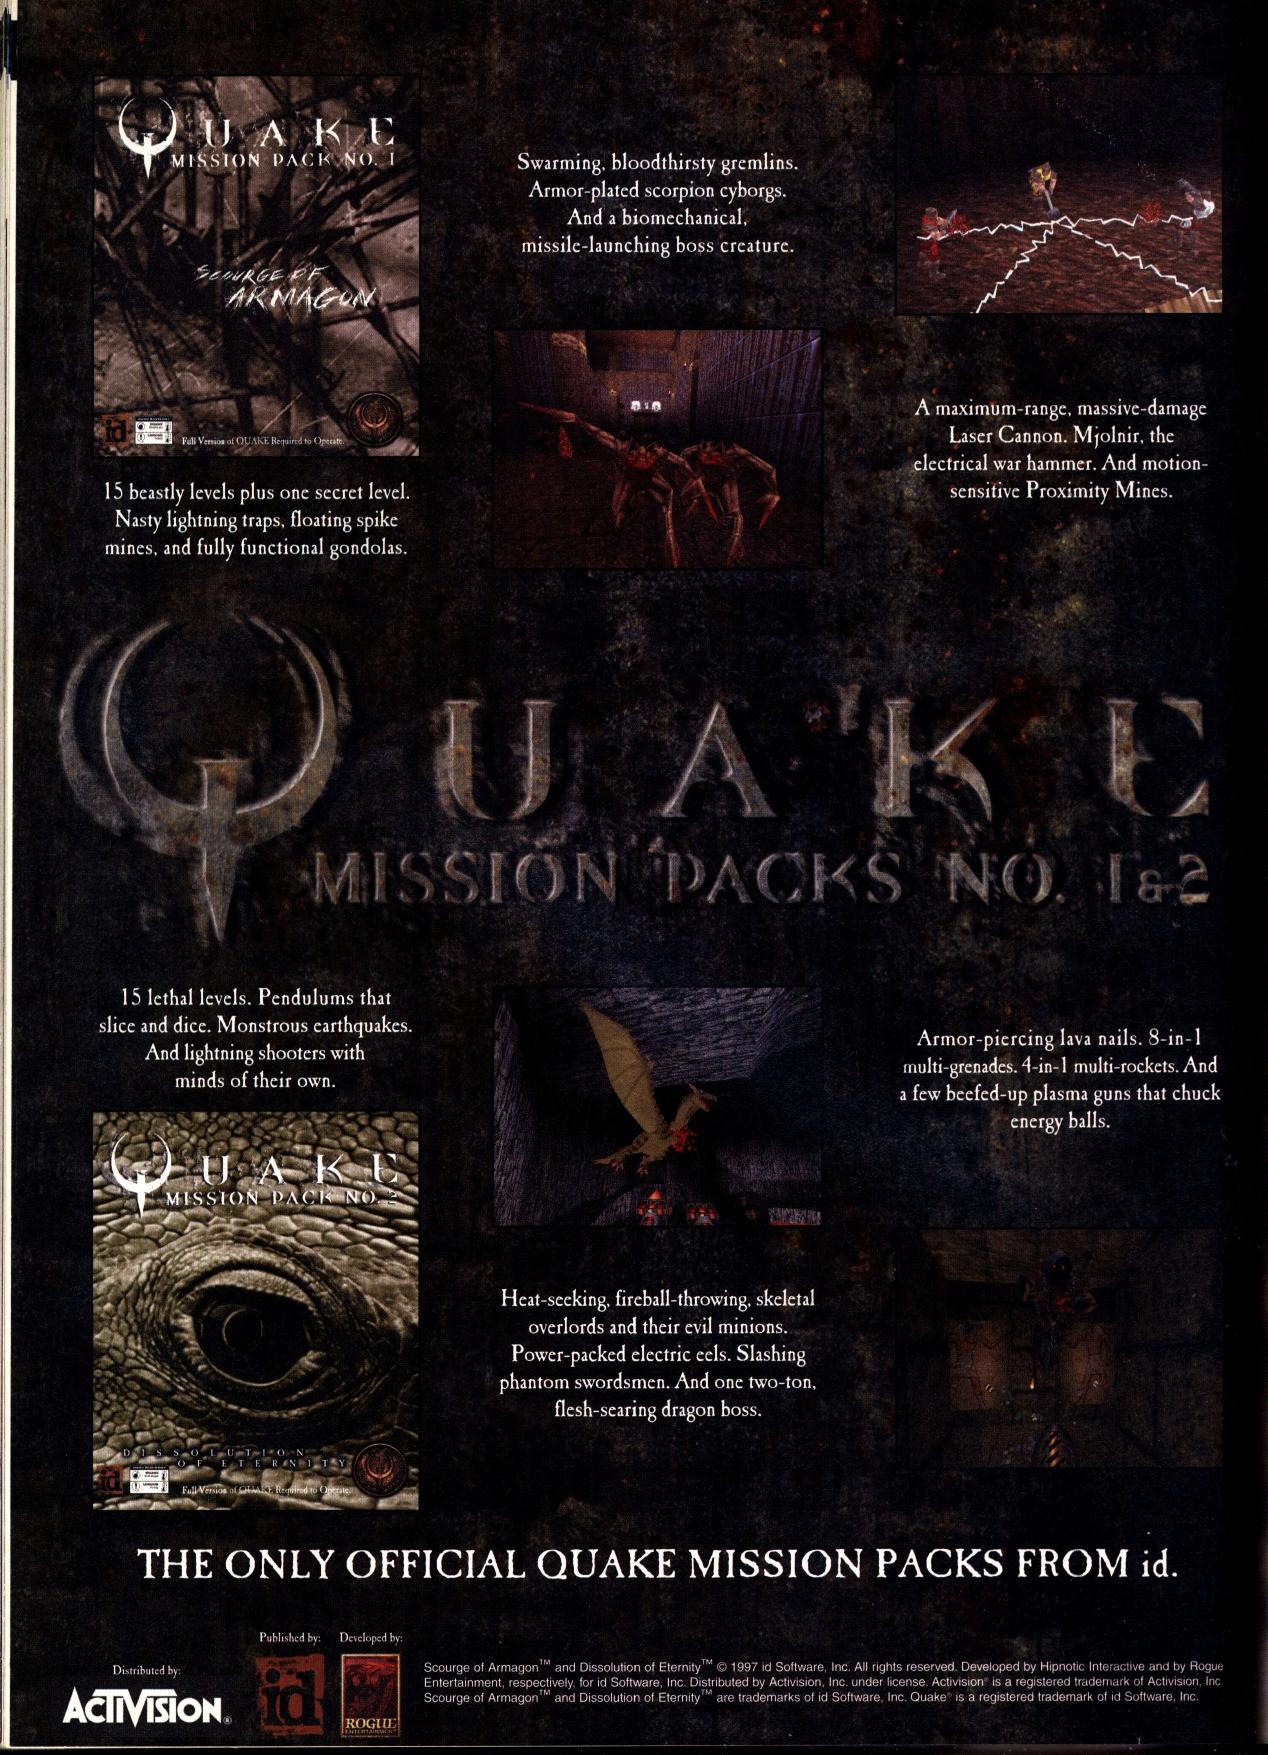 QUAKE
MISSION PACK NO. 1
SCOURGE OF
ARMAGON
id
Full Version of QUAKE Required to Operate.
15 beastly levels plus one secret level.
Nasty lightning traps, floating spike
mines, and fully functional gondolas.
Swarming, bloodthirsty gremlins.
Armor-plated scorpion cyborgs.
And a biomechanical,
missile-launching boss creature.
A maximum-range, massive-damage
Laser Cannon. Mjolnir, the
electrical war hammer. And motion-
sensitive Proximity Mines.
QUAKE
MISSION PACKS NO. 1&2
15 lethal levels. Pendulums that
slice and dice. Monstrous earthquakes.
And lightning shooters with
minds of their own.
QUAKE
MISSION PACK NO. 2
DISSOLUTION
OF ETERNITY
id
Full Version of QUAKE Required to Operate.
Heat-seeking, fireball-throwing, skeletal
overlords and their evil minions.
Power-packed electric eels. Slashing
phantom swordsmen. And one two-ton,
flesh-searing dragon boss.
Armor-piercing lava nails. 8-in-1
multi-grenades. 4-in-1 multi-rockets. And
a few beefed-up plasma guns that chuck
energy balls.
THE ONLY OFFICIAL QUAKE MISSION PACKS FROM id.
Distributed by:
ACTIVISION®
Published by:
id
Developed by:
ROGUE
ENTERTAINMENT
Scourge of Armagon™ and Dissolution of Eternity™ © 1997 id Software, Inc. All rights reserved. Developed by Hipnotic Interactive and by Rogue
Entertainment, respectively, for id Software, Inc. Distributed by Activision, Inc. under license. Activision® is a registered trademark of Activision, Inc
Scourge of Armagon™ and Dissolution of Eternity™ are trademarks of id Software, Inc. Quake® is a registered trademark of id Software, Inc.